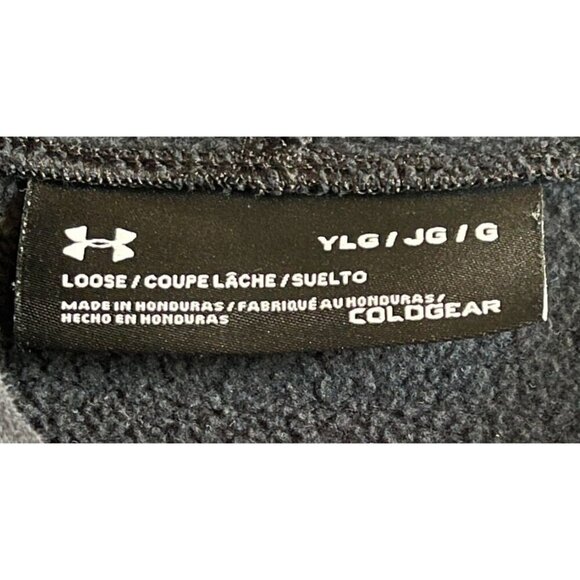 YLG / JG / G
LOOSE / COUPE LÂCHE / SUELTO
MADE IN HONDURAS / FABRIQUÉ AU HONDURAS /
HECHO EN HONDURAS
COLDGEAR